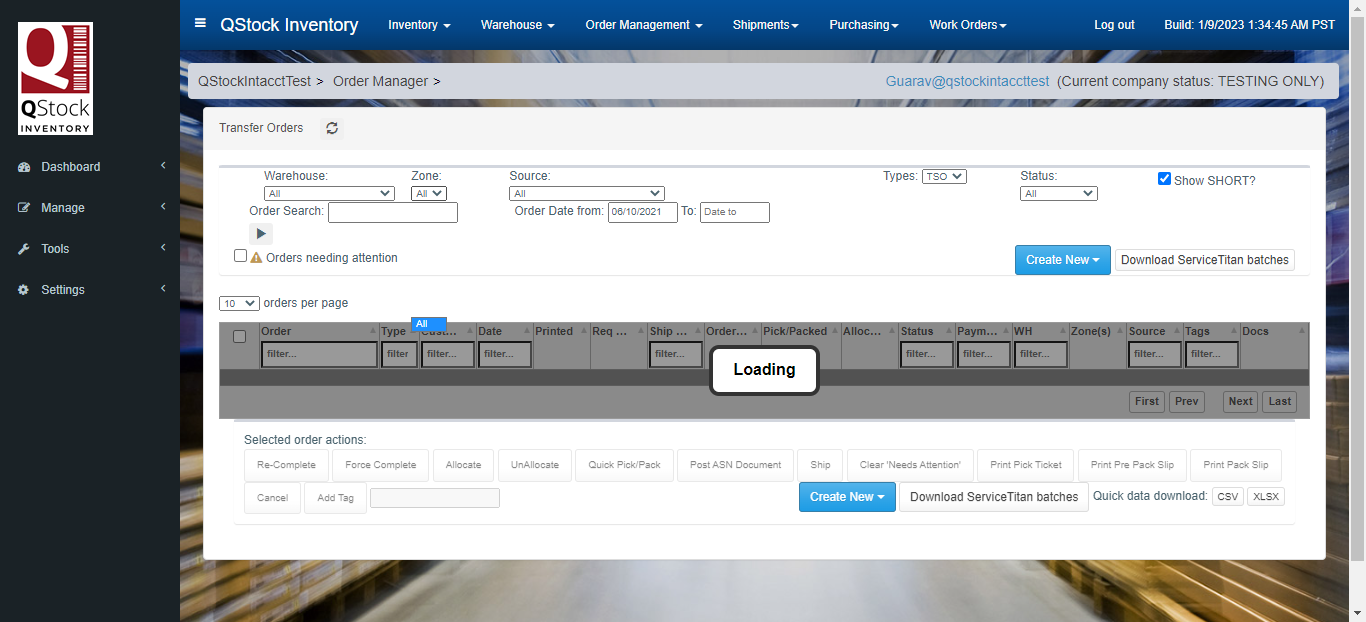 QStock
INVENTORY
Dashboard
Manage
Tools
Settings
QStock Inventory Inventory Warehouse Order Management Shipments Purchasing Work Orders Log out Build: 1/9/2023 1:34:45 AM PST
QStockIntacctTest > Order Manager > Guarav@qstockintaccttest (Current company status: TESTING ONLY)
Transfer Orders
Warehouse: Zone: Source: Types: TSO Status: Show SHORT?
All All All All
Order Search: Order Date from: 06/10/2021 To: Date to
Orders needing attention Create New Download ServiceTitan batches
10 orders per page
All
Order Type Cust... Date Printed Req ... Ship ... Order... Pick/Packed Alloc... Status Paym... WH Zone(s) Source Tags Docs
filter... filter filter... filter... filter... filter... filter... filter... filter... filter...
Loading
First Prev Next Last
Selected order actions:
Re-Complete Force Complete Allocate UnAllocate Quick Pick/Pack Post ASN Document Ship Clear 'Needs Attention' Print Pick Ticket Print Pre Pack Slip Print Pack Slip
Cancel Add Tag Create New Download ServiceTitan batches Quick data download: CSV XLSX